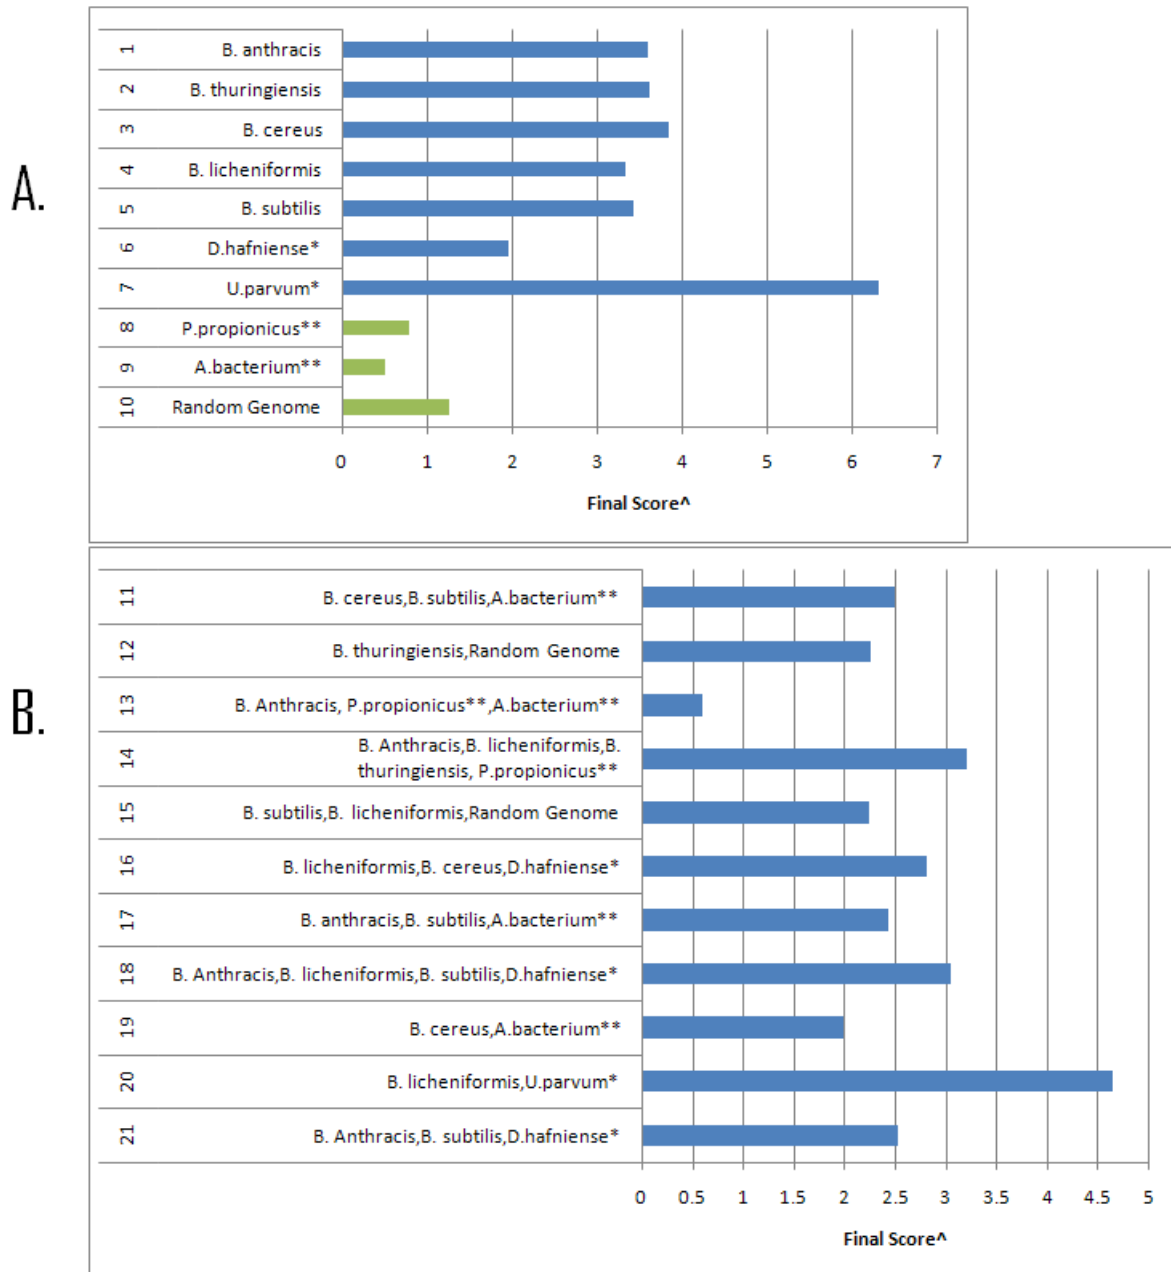 A.
1 B. anthracis
2 B. thuringiensis
3 B. cereus
4 B. licheniformis
5 B. subtilis
6 D.hafniense*
7 U.parvum*
8 P.propionicus**
9 A.bacterium**
10 Random Genome
0 1 2 3 4 5 6 7
Final Score^
B.
11 B. cereus,B. subtilis,A.bacterium**
12 B. thuringiensis,Random Genome
13 B. Anthracis, P.propionicus**,A.bacterium**
14 B. Anthracis,B. licheniformis,B.
thuringiensis, P.propionicus**
15 B. subtilis,B. licheniformis,Random Genome
16 B. licheniformis,B. cereus,D.hafniense*
17 B. anthracis,B. subtilis,A.bacterium**
18 B. Anthracis,B. licheniformis,B. subtilis,D.hafniense*
19 B. cereus,A.bacterium**
20 B. licheniformis,U.parvum*
21 B. Anthracis,B. subtilis,D.hafniense*
0 0.5 1 1.5 2 2.5 3 3.5 4 4.5 5
Final Score^